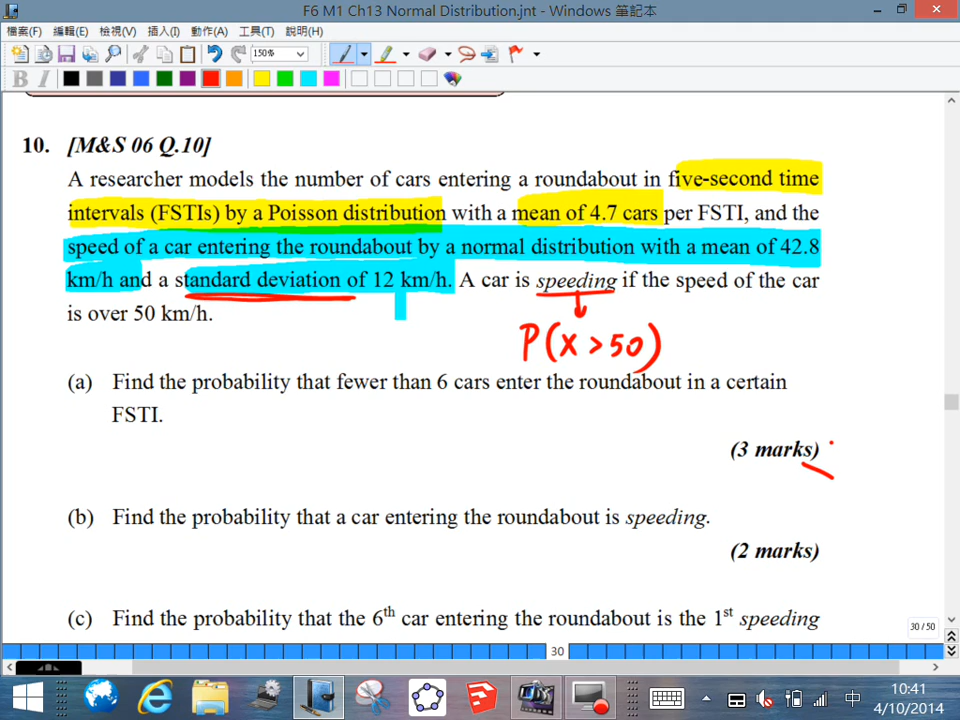 F6 M1 Ch13 Normal Distribution.jnt - Windows 筆記本
檔案(F) 編輯(E) 檢視(V) 插入(I) 動作(A) 工具(T) 說明(H)
150%
B I
10. [M&S 06 Q.10]
A researcher models the number of cars entering a roundabout in five-second time
intervals (FSTIs) by a Poisson distribution with a mean of 4.7 cars per FSTI, and the
speed of a car entering the roundabout by a normal distribution with a mean of 42.8
km/h and a standard deviation of 12 km/h. A car is speeding if the speed of the car
is over 50 km/h.
P(X>50)
(a) Find the probability that fewer than 6 cars enter the roundabout in a certain
FSTI.
(3 marks)
(b) Find the probability that a car entering the roundabout is speeding.
(2 marks)
(c) Find the probability that the 6th car entering the roundabout is the 1st speeding
30 / 50
30
中
10:41
4/10/2014